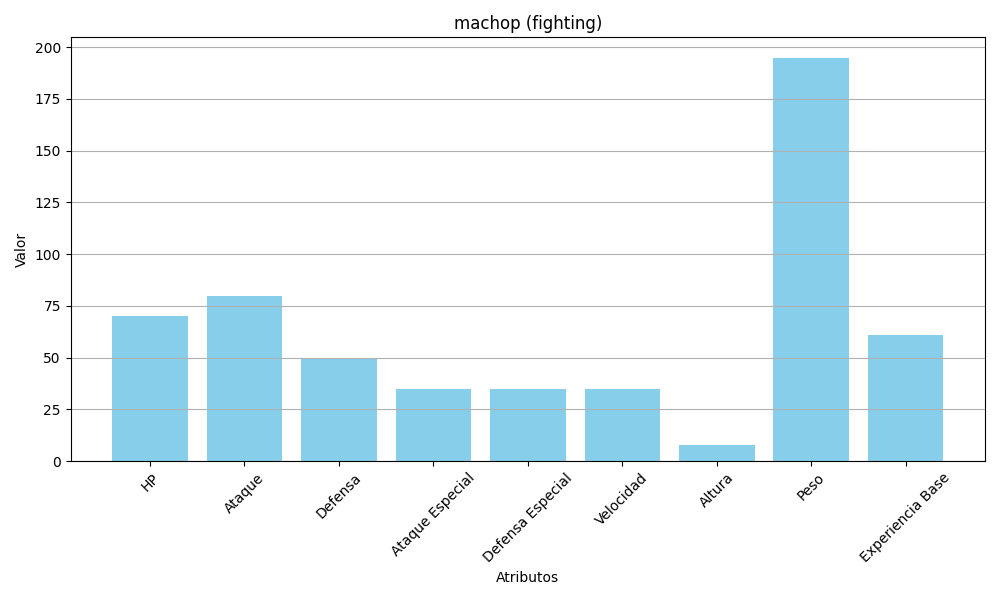 machop (fighting)
Valor
200
175
150
125
100
75
50
25
0
HP
Ataque
Defensa
Ataque Especial
Defensa Especial
Velocidad
Altura
Peso
Experiencia Base
Atributos